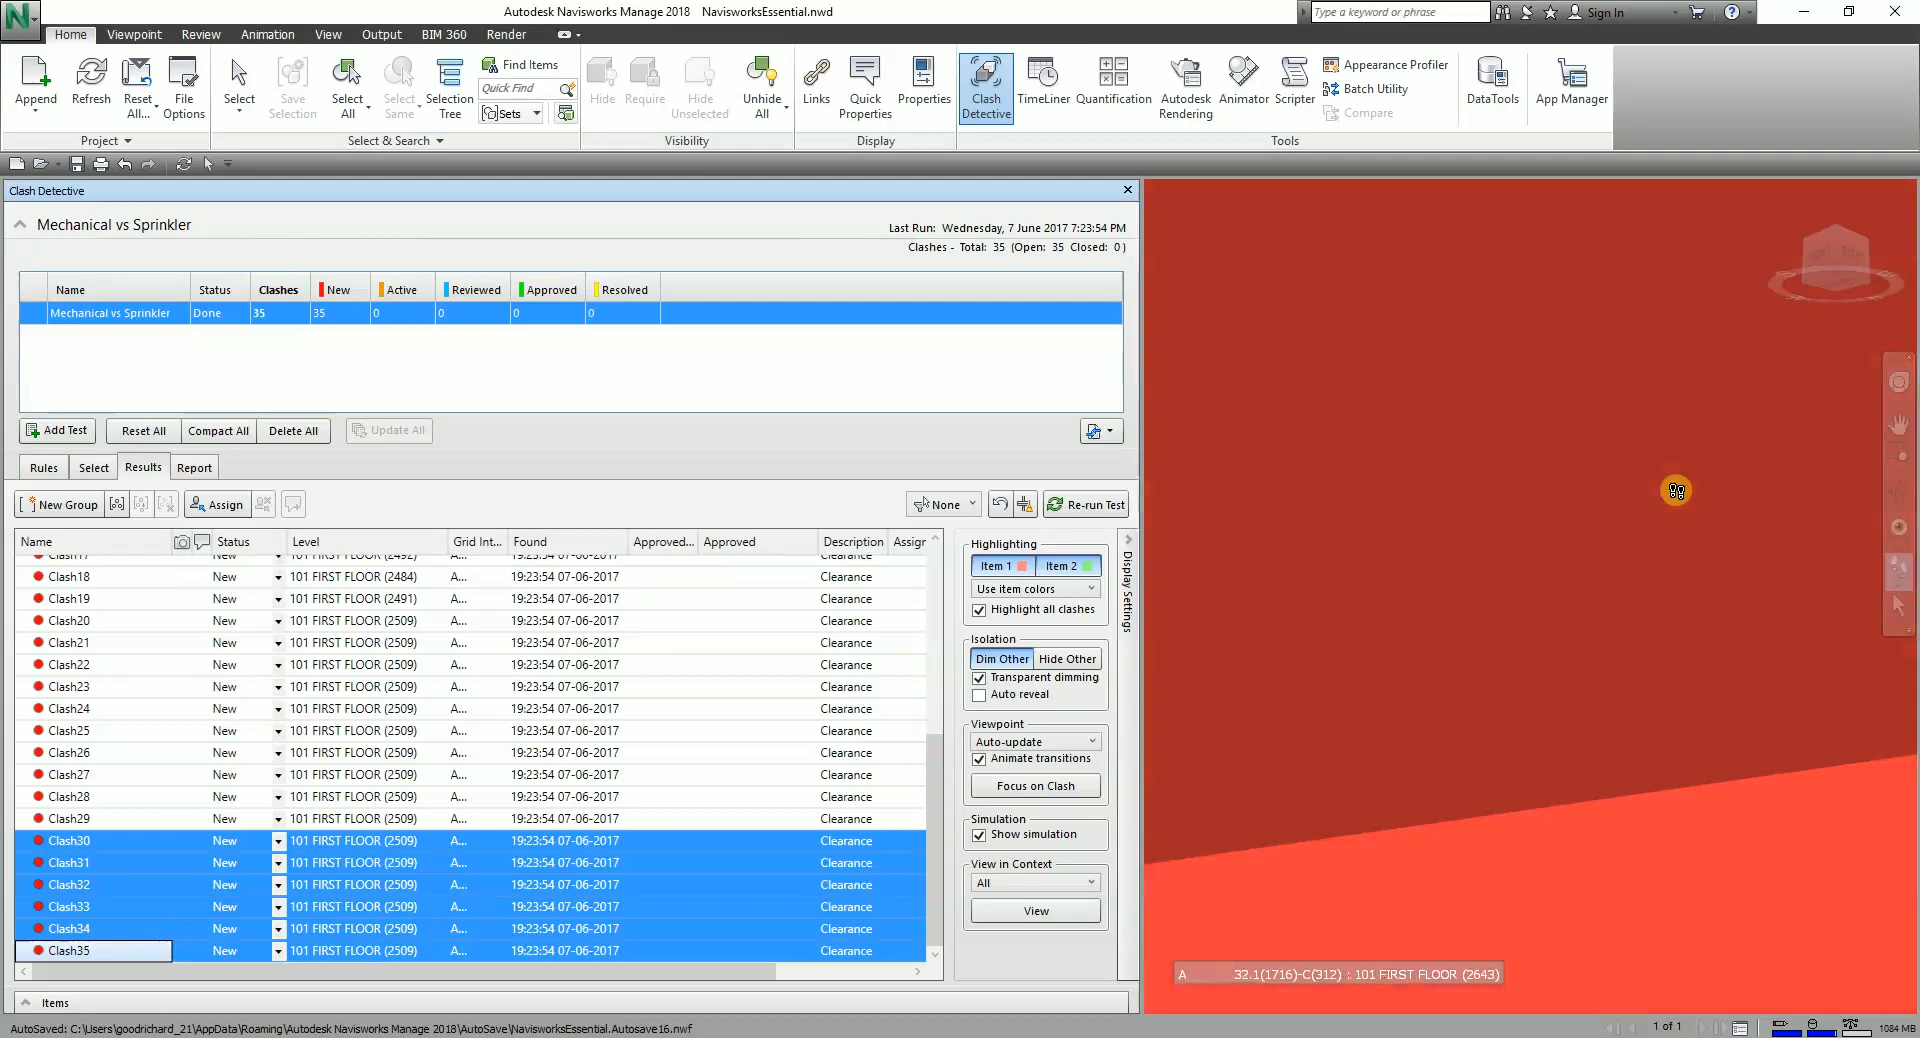 Autodesk Navisworks Manage 2018 NavisworksEssential.nwd
Type a keyword or phrase
Sign In
Home Viewpoint Review Animation View Output BIM 360 Render
Append
Refresh
Reset All...
File Options
Project
Select
Save Selection
Select All
Select Same
Selection Tree
Find Items
Quick Find
Sets
Select & Search
Hide
Require
Hide Unselected
Unhide All
Visibility
Links
Quick Properties
Properties
Display
Clash Detective
TimeLiner
Quantification
Autodesk Rendering
Animator
Scripter
Appearance Profiler
Batch Utility
Compare
Tools
DataTools
App Manager
Clash Detective
Mechanical vs Sprinkler
Last Run: Wednesday, 7 June 2017 7:23:54 PM
Clashes - Total: 35 (Open: 35 Closed: 0 )
Name Status Clashes New Active Reviewed Approved Resolved
Mechanical vs Sprinkler Done 35 35 0 0 0 0
Add Test Reset All Compact All Delete All Update All
Rules Select Results Report
New Group Assign None Re-run Test
Name Status Level Grid Int... Found Approved... Approved Description Assign
Clash17 New 101 FIRST FLOOR (2492) A... 19:23:54 07-06-2017 Clearance
Clash18 New 101 FIRST FLOOR (2484) A... 19:23:54 07-06-2017 Clearance
Clash19 New 101 FIRST FLOOR (2491) A... 19:23:54 07-06-2017 Clearance
Clash20 New 101 FIRST FLOOR (2509) A... 19:23:54 07-06-2017 Clearance
Clash21 New 101 FIRST FLOOR (2509) A... 19:23:54 07-06-2017 Clearance
Clash22 New 101 FIRST FLOOR (2509) A... 19:23:54 07-06-2017 Clearance
Clash23 New 101 FIRST FLOOR (2509) A... 19:23:54 07-06-2017 Clearance
Clash24 New 101 FIRST FLOOR (2509) A... 19:23:54 07-06-2017 Clearance
Clash25 New 101 FIRST FLOOR (2509) A... 19:23:54 07-06-2017 Clearance
Clash26 New 101 FIRST FLOOR (2509) A... 19:23:54 07-06-2017 Clearance
Clash27 New 101 FIRST FLOOR (2509) A... 19:23:54 07-06-2017 Clearance
Clash28 New 101 FIRST FLOOR (2509) A... 19:23:54 07-06-2017 Clearance
Clash29 New 101 FIRST FLOOR (2509) A... 19:23:54 07-06-2017 Clearance
Clash30 New 101 FIRST FLOOR (2509) A... 19:23:54 07-06-2017 Clearance
Clash31 New 101 FIRST FLOOR (2509) A... 19:23:54 07-06-2017 Clearance
Clash32 New 101 FIRST FLOOR (2509) A... 19:23:54 07-06-2017 Clearance
Clash33 New 101 FIRST FLOOR (2509) A... 19:23:54 07-06-2017 Clearance
Clash34 New 101 FIRST FLOOR (2509) A... 19:23:54 07-06-2017 Clearance
Clash35 New 101 FIRST FLOOR (2509) A... 19:23:54 07-06-2017 Clearance
Highlighting
Item 1 Item 2
Use item colors
Highlight all clashes
Isolation
Dim Other Hide Other
Transparent dimming
Auto reveal
Viewpoint
Auto-update
Animate transitions
Focus on Clash
Simulation
Show simulation
View in Context
All
View
Display Settings
Items
A 32.1(1716)-C(312) : 101 FIRST FLOOR (2643)
AutoSaved: C:\Users\goodrichard_21\AppData\Roaming\Autodesk Navisworks Manage 2018\AutoSave\NavisworksEssential.Autosave16.nwf
1 of 1
1084 MB